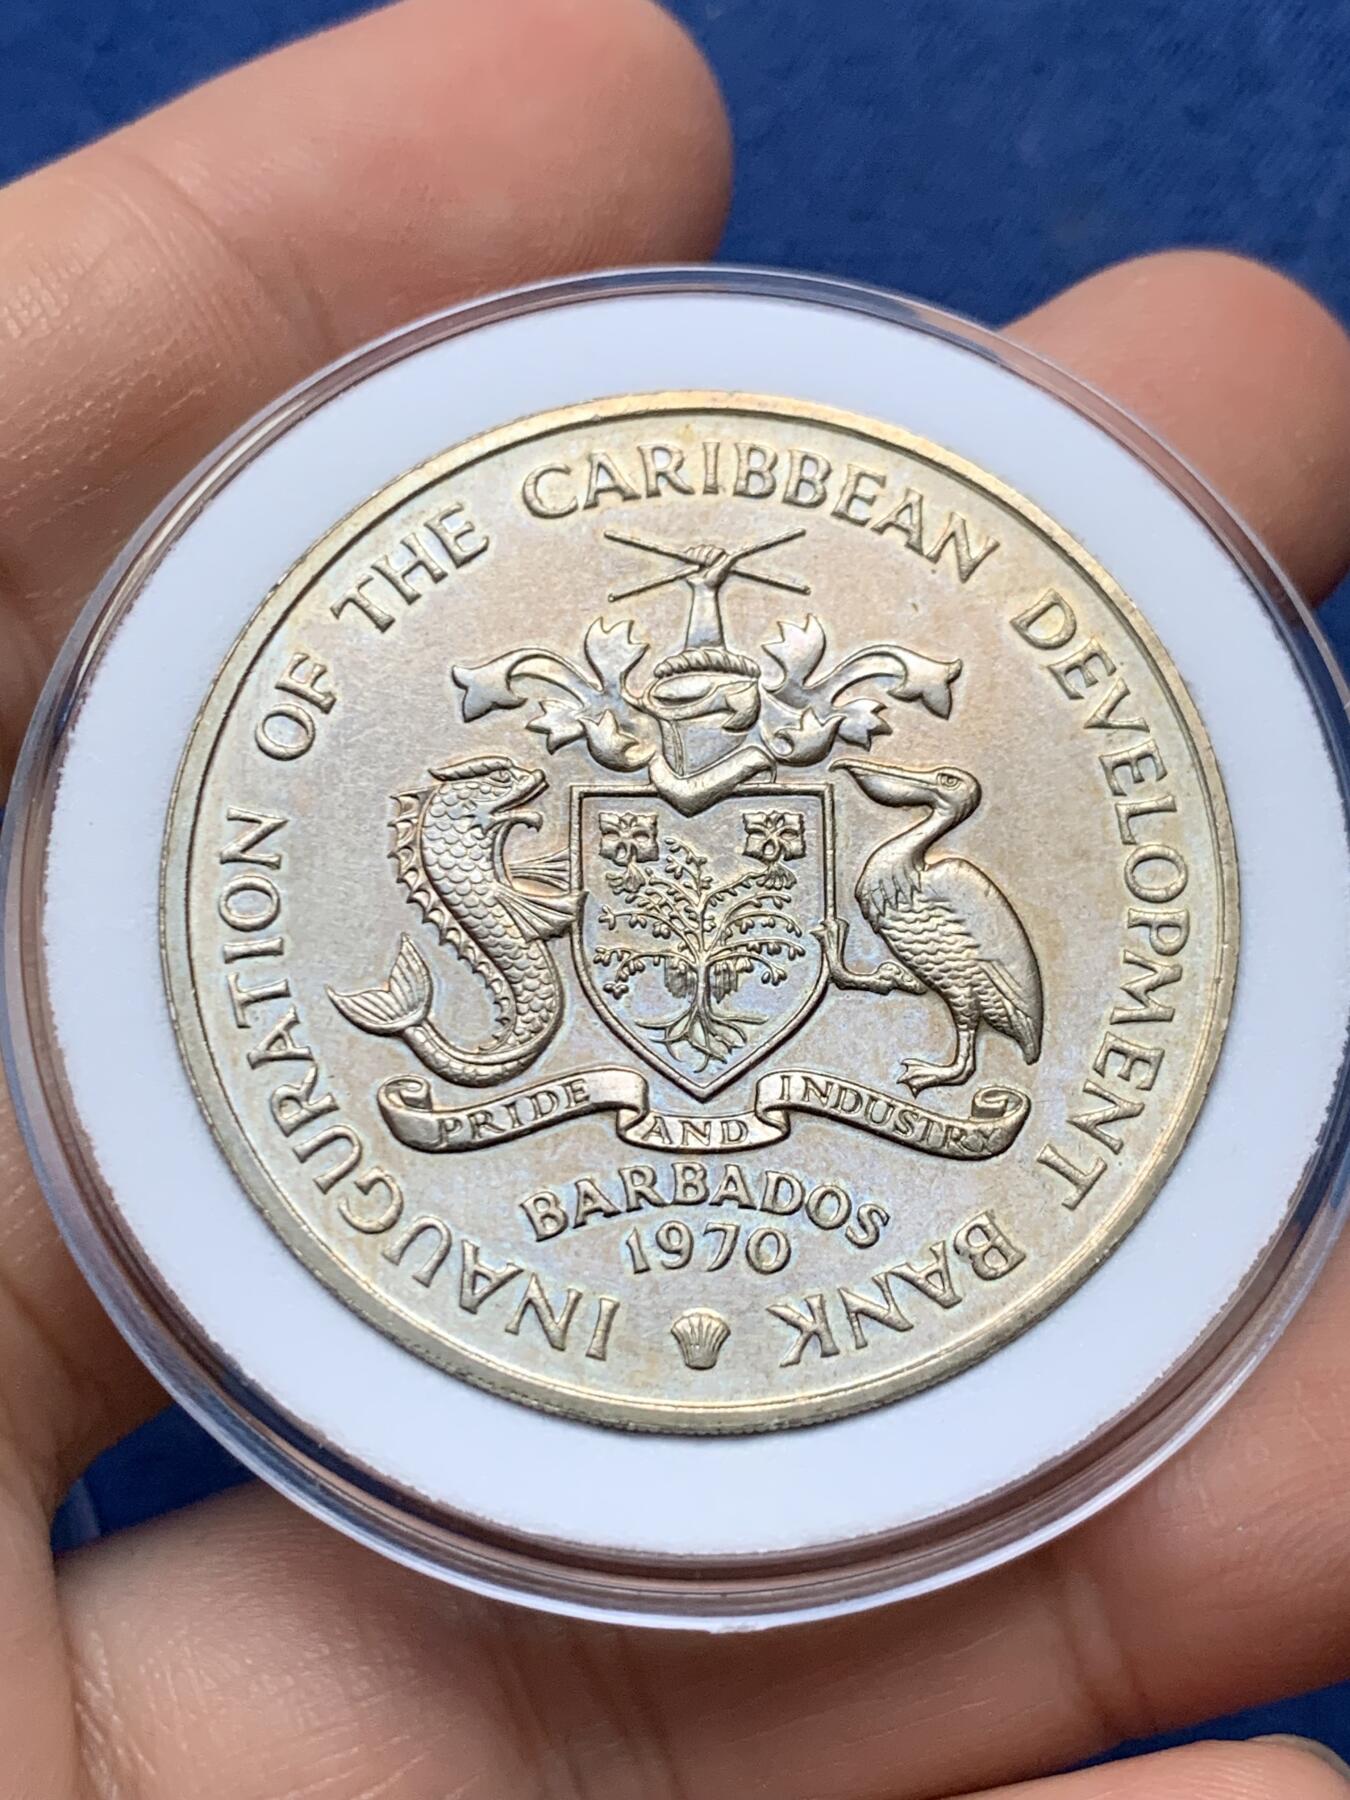 INAUGURATION OF THE CARIBBEAN DEVELOPMENT BANK
PRIDE AND INDUSTRY
BARBADOS
1970